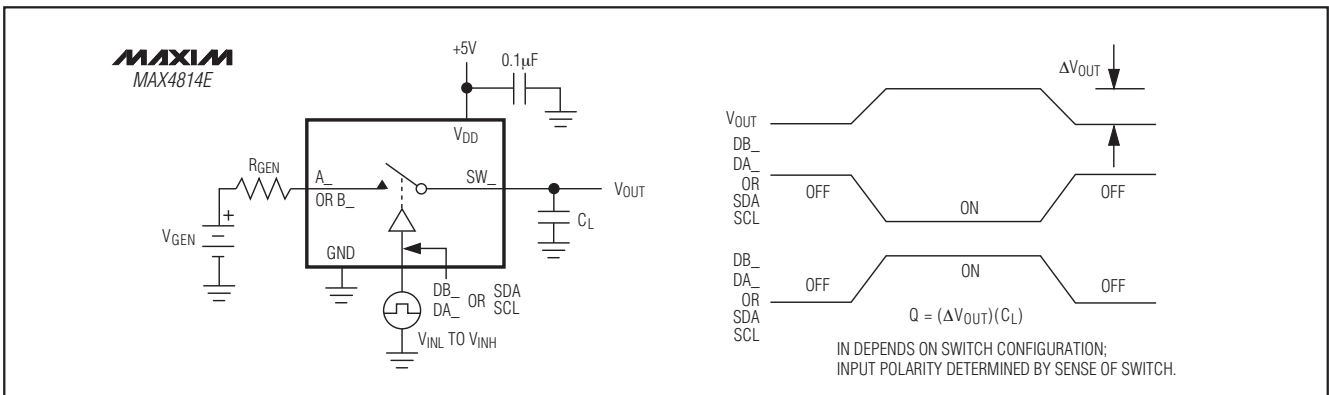 MAXIM
MAX4814E
+5V
0.1µF
VDD
RGEN
A_
OR B_
SW_
VOUT
CL
VGEN
+
GND
DB_
DA_
OR
SDA
SCL
VINL TO VINH
ΔVOUT
VOUT
DB_
DA_
OR
SDA
SCL
OFF
ON
OFF
DB_
DA_
OR
SDA
SCL
OFF
ON
OFF
Q = (ΔVOUT)(CL)
IN DEPENDS ON SWITCH CONFIGURATION;
INPUT POLARITY DETERMINED BY SENSE OF SWITCH.